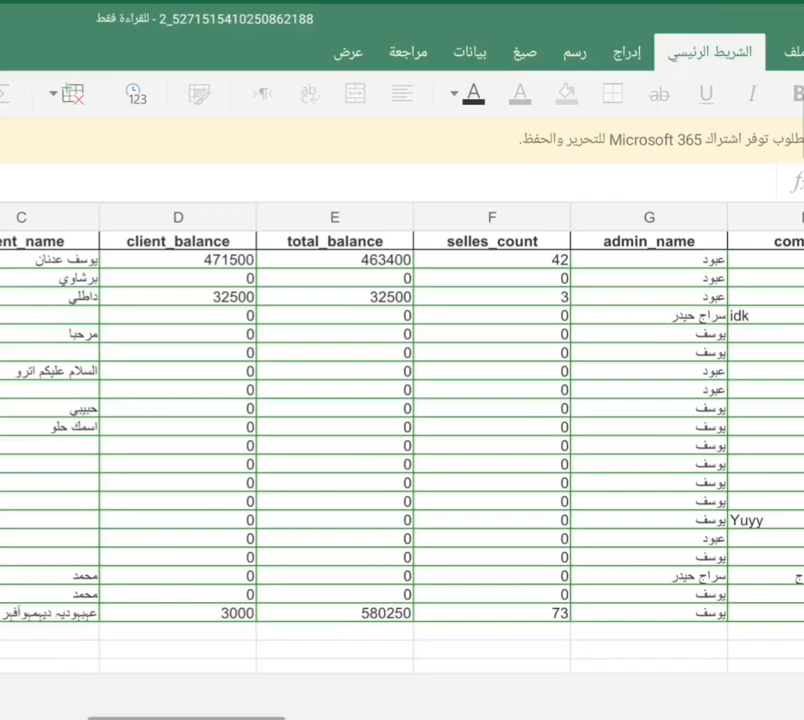 2_5271515410250862188 - للقراءة فقط
الشريط الرئيسي إدراج رسم صيغ بيانات مراجعة عرض
123 ab A A ab U I B
توفر اشتراك Microsoft 365 للتحرير والحفظ.
C D E F G
client_balance total_balance selles_count admin_name
يوسف عدنان 471500 463400 42 عبود
برشاوي 0 0 0 عبود
داطلي 32500 32500 3 عبود
0 0 0 سراج حيدر idk
مرحبا 0 0 0 يوسف
0 0 0 يوسف
السلام عليكم اترو 0 0 0 عبود
0 0 0 عبود
حبيبي 0 0 0 يوسف
اسمك حلو 0 0 0 يوسف
0 0 0 يوسف
0 0 0 يوسف
0 0 0 يوسف
0 0 0 يوسف
0 0 0 يوسف Yuyy
0 0 0 عبود
0 0 0 يوسف
محمد 0 0 0 سراج حيدر
محمد 0 0 0 يوسف
3000 580250 73 يوسف